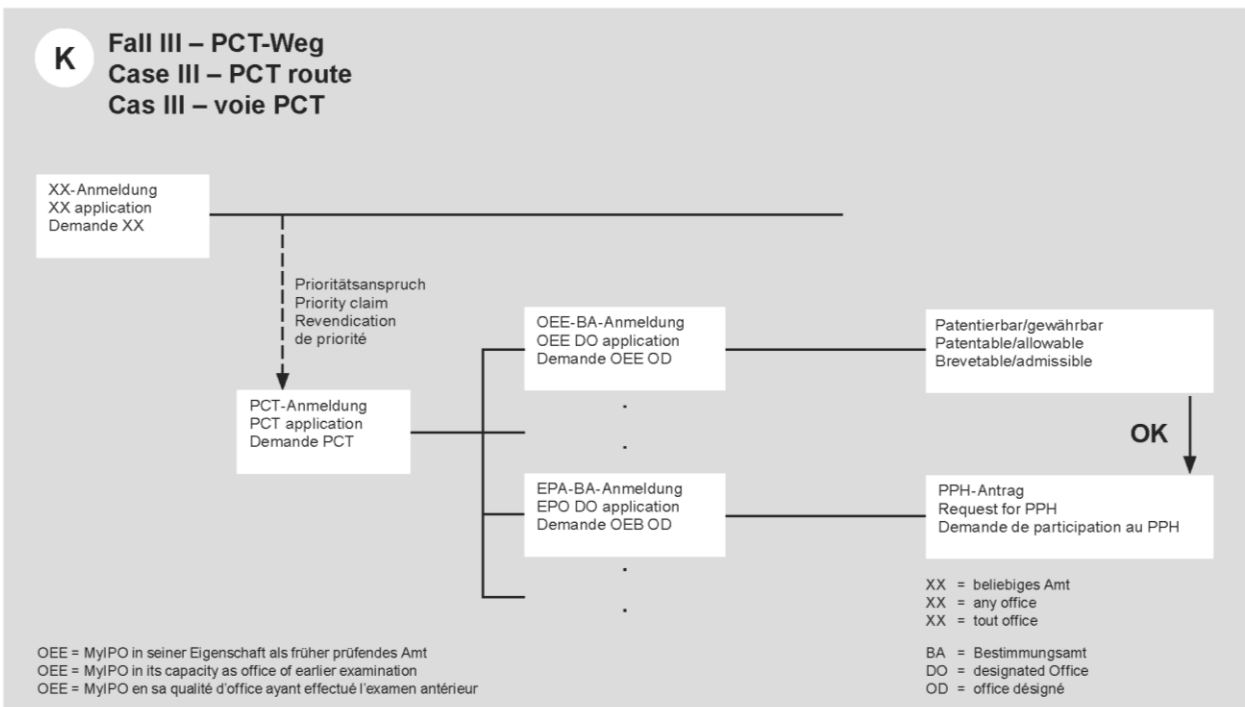 K
Fall III – PCT-Weg
Case III – PCT route
Cas III – voie PCT
XX-Anmeldung
XX application
Demande XX
Prioritätsanspruch
Priority claim
Revendication
de priorité
PCT-Anmeldung
PCT application
Demande PCT
OEE-BA-Anmeldung
OEE DO application
Demande OEE OD
Patentierbar/gewährbar
Patentable/allowable
Brevetable/admissible
OK
EPA-BA-Anmeldung
EPO DO application
Demande OEB OD
PPH-Antrag
Request for PPH
Demande de participation au PPH
XX = beliebiges Amt
XX = any office
XX = tout office
BA = Bestimmungsamt
DO = designated Office
OD = office désigné
OEE = MyIPO in seiner Eigenschaft als früher prüfendes Amt
OEE = MyIPO in its capacity as office of earlier examination
OEE = MyIPO en sa qualité d'office ayant effectué l'examen antérieur